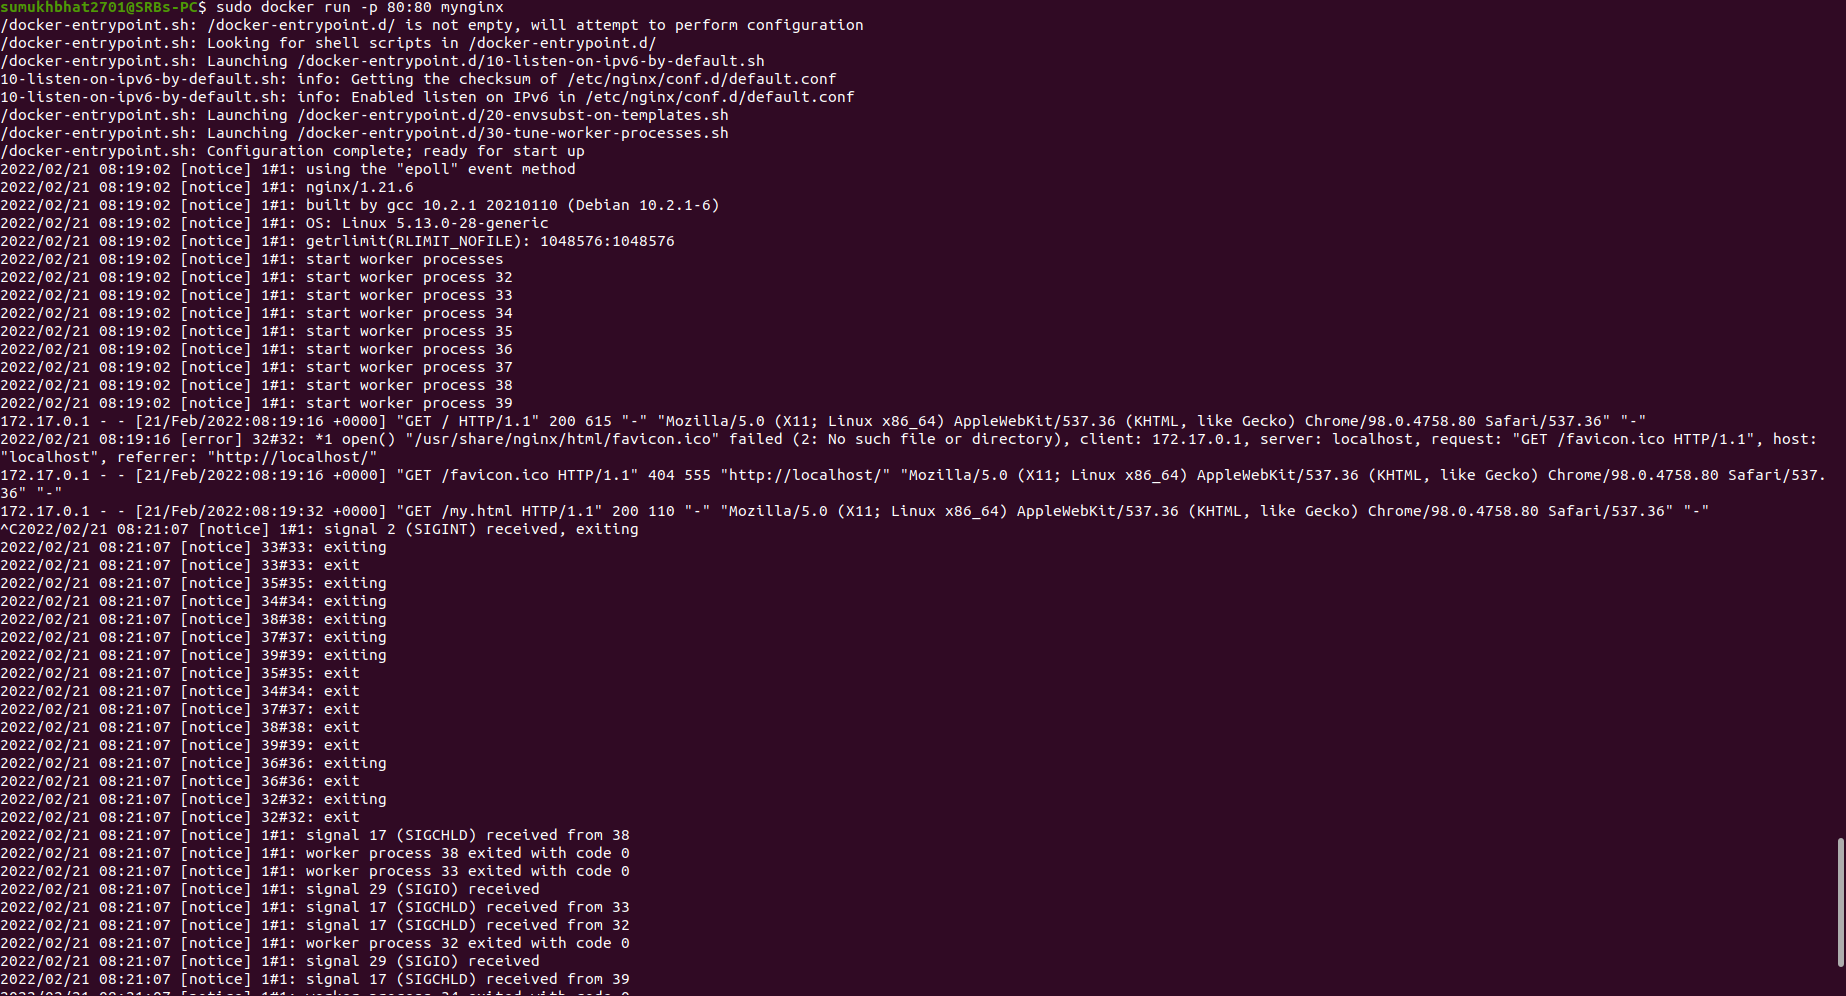 sumukhbhat2701@SRBs-PC$ sudo docker run -p 80:80 mynginx
/docker-entrypoint.sh: /docker-entrypoint.d/ is not empty, will attempt to perform configuration
/docker-entrypoint.sh: Looking for shell scripts in /docker-entrypoint.d/
/docker-entrypoint.sh: Launching /docker-entrypoint.d/10-listen-on-ipv6-by-default.sh
10-listen-on-ipv6-by-default.sh: info: Getting the checksum of /etc/nginx/conf.d/default.conf
10-listen-on-ipv6-by-default.sh: info: Enabled listen on IPv6 in /etc/nginx/conf.d/default.conf
/docker-entrypoint.sh: Launching /docker-entrypoint.d/20-envsubst-on-templates.sh
/docker-entrypoint.sh: Launching /docker-entrypoint.d/30-tune-worker-processes.sh
/docker-entrypoint.sh: Configuration complete; ready for start up
2022/02/21 08:19:02 [notice] 1#1: using the "epoll" event method
2022/02/21 08:19:02 [notice] 1#1: nginx/1.21.6
2022/02/21 08:19:02 [notice] 1#1: built by gcc 10.2.1 20210110 (Debian 10.2.1-6)
2022/02/21 08:19:02 [notice] 1#1: OS: Linux 5.13.0-28-generic
2022/02/21 08:19:02 [notice] 1#1: getrlimit(RLIMIT_NOFILE): 1048576:1048576
2022/02/21 08:19:02 [notice] 1#1: start worker processes
2022/02/21 08:19:02 [notice] 1#1: start worker process 32
2022/02/21 08:19:02 [notice] 1#1: start worker process 33
2022/02/21 08:19:02 [notice] 1#1: start worker process 34
2022/02/21 08:19:02 [notice] 1#1: start worker process 35
2022/02/21 08:19:02 [notice] 1#1: start worker process 36
2022/02/21 08:19:02 [notice] 1#1: start worker process 37
2022/02/21 08:19:02 [notice] 1#1: start worker process 38
2022/02/21 08:19:02 [notice] 1#1: start worker process 39
172.17.0.1 - - [21/Feb/2022:08:19:16 +0000] "GET / HTTP/1.1" 200 615 "-" "Mozilla/5.0 (X11; Linux x86_64) AppleWebKit/537.36 (KHTML, like Gecko) Chrome/98.0.4758.80 Safari/537.36" "-"
2022/02/21 08:19:16 [error] 32#32: *1 open() "/usr/share/nginx/html/favicon.ico" failed (2: No such file or directory), client: 172.17.0.1, server: localhost, request: "GET /favicon.ico HTTP/1.1", host:
"localhost", referrer: "http://localhost/"
172.17.0.1 - - [21/Feb/2022:08:19:16 +0000] "GET /favicon.ico HTTP/1.1" 404 555 "http://localhost/" "Mozilla/5.0 (X11; Linux x86_64) AppleWebKit/537.36 (KHTML, like Gecko) Chrome/98.0.4758.80 Safari/537.
36" "-"
172.17.0.1 - - [21/Feb/2022:08:19:32 +0000] "GET /my.html HTTP/1.1" 200 110 "-" "Mozilla/5.0 (X11; Linux x86_64) AppleWebKit/537.36 (KHTML, like Gecko) Chrome/98.0.4758.80 Safari/537.36" "-"
^C2022/02/21 08:21:07 [notice] 1#1: signal 2 (SIGINT) received, exiting
2022/02/21 08:21:07 [notice] 33#33: exiting
2022/02/21 08:21:07 [notice] 33#33: exit
2022/02/21 08:21:07 [notice] 35#35: exiting
2022/02/21 08:21:07 [notice] 34#34: exiting
2022/02/21 08:21:07 [notice] 38#38: exiting
2022/02/21 08:21:07 [notice] 37#37: exiting
2022/02/21 08:21:07 [notice] 39#39: exiting
2022/02/21 08:21:07 [notice] 35#35: exit
2022/02/21 08:21:07 [notice] 34#34: exit
2022/02/21 08:21:07 [notice] 37#37: exit
2022/02/21 08:21:07 [notice] 38#38: exit
2022/02/21 08:21:07 [notice] 39#39: exit
2022/02/21 08:21:07 [notice] 36#36: exiting
2022/02/21 08:21:07 [notice] 36#36: exit
2022/02/21 08:21:07 [notice] 32#32: exiting
2022/02/21 08:21:07 [notice] 32#32: exit
2022/02/21 08:21:07 [notice] 1#1: signal 17 (SIGCHLD) received from 38
2022/02/21 08:21:07 [notice] 1#1: worker process 38 exited with code 0
2022/02/21 08:21:07 [notice] 1#1: worker process 33 exited with code 0
2022/02/21 08:21:07 [notice] 1#1: signal 29 (SIGIO) received
2022/02/21 08:21:07 [notice] 1#1: signal 17 (SIGCHLD) received from 33
2022/02/21 08:21:07 [notice] 1#1: signal 17 (SIGCHLD) received from 32
2022/02/21 08:21:07 [notice] 1#1: worker process 32 exited with code 0
2022/02/21 08:21:07 [notice] 1#1: signal 29 (SIGIO) received
2022/02/21 08:21:07 [notice] 1#1: signal 17 (SIGCHLD) received from 39